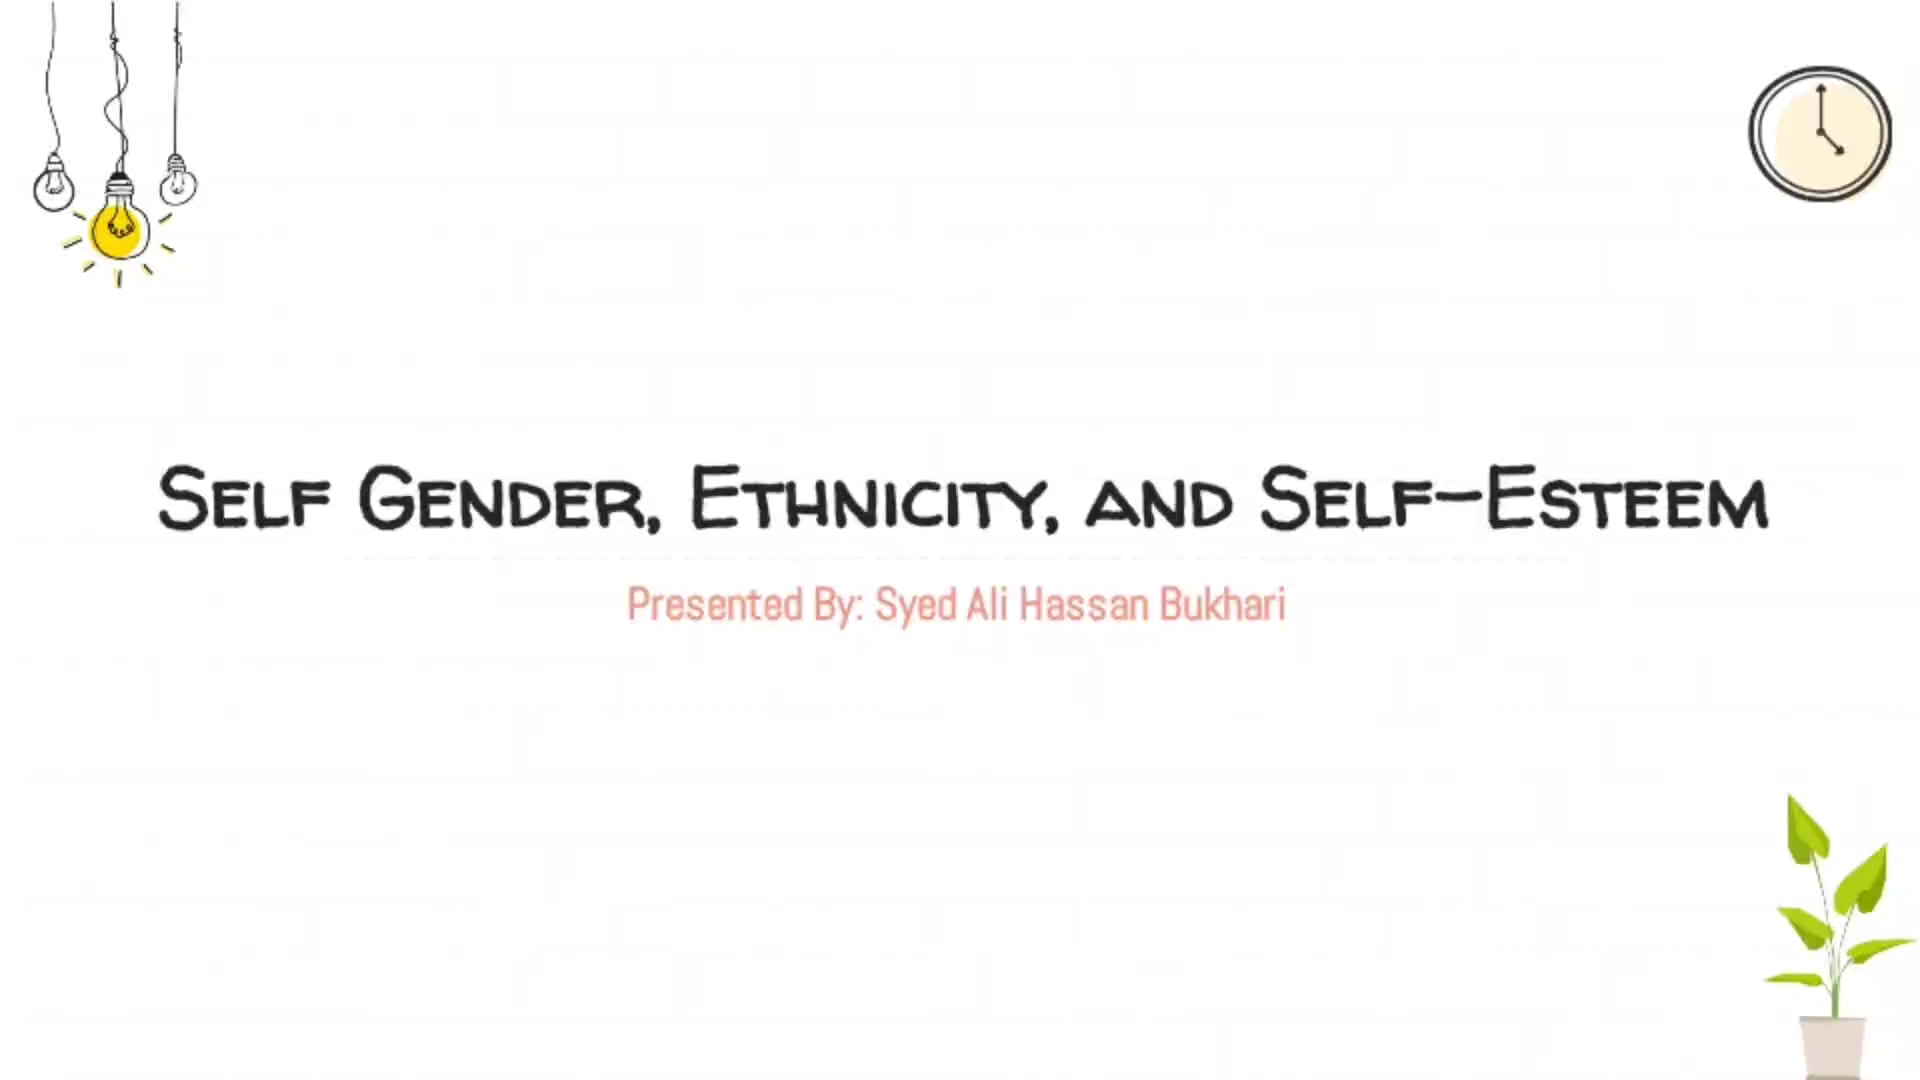 Self Gender, Ethnicity, and Self-Esteem
Presented By: Syed Ali Hassan Bukhari